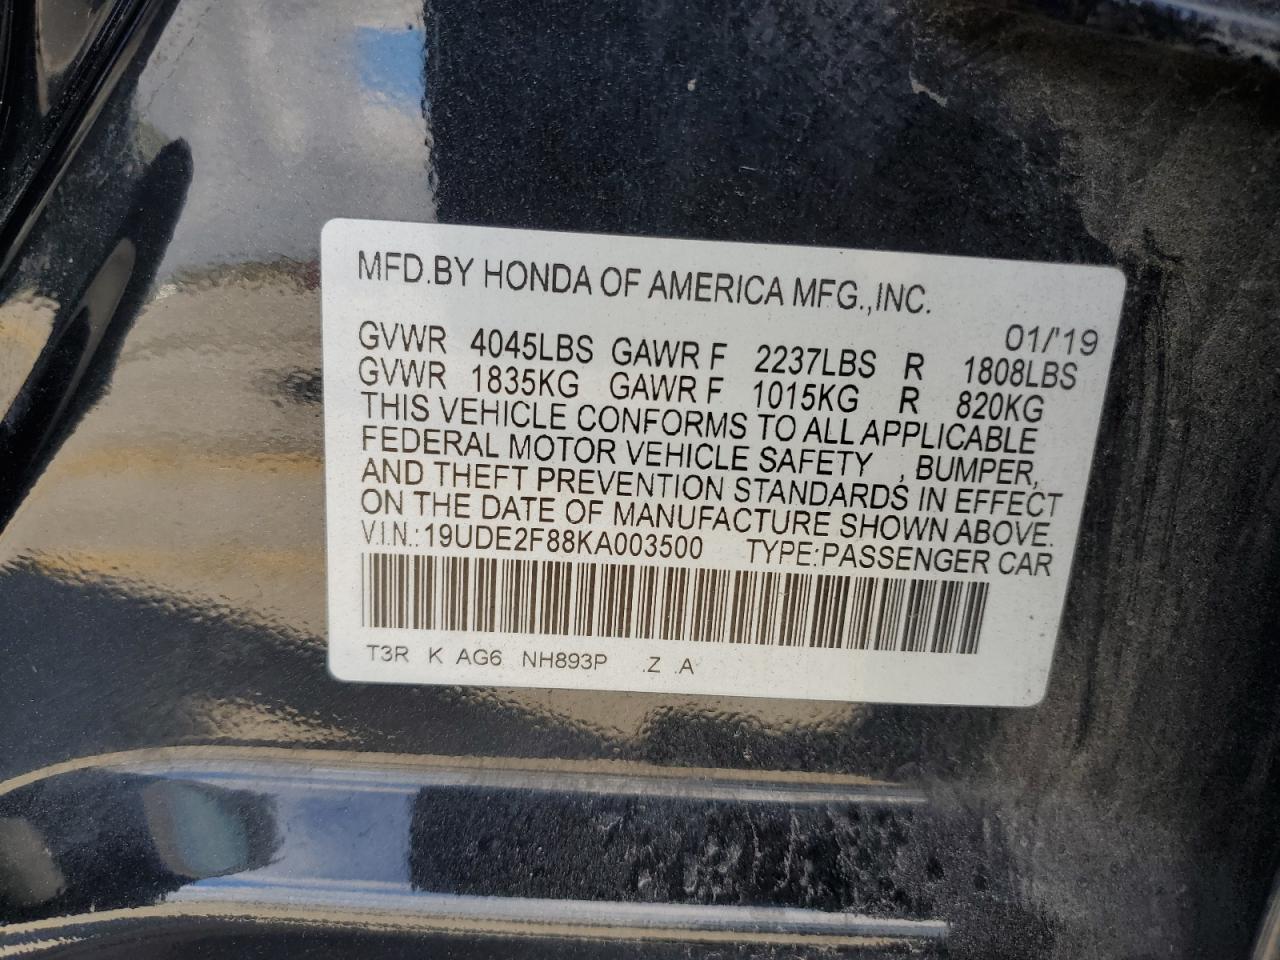 MFD.BY HONDA OF AMERICA MFG.,INC.
01/'19
GVWR 4045LBS GAWR F 2237LBS R 1808LBS
GVWR 1835KG GAWR F 1015KG R 820KG
THIS VEHICLE CONFORMS TO ALL APPLICABLE
FEDERAL MOTOR VEHICLE SAFETY , BUMPER,
AND THEFT PREVENTION STANDARDS IN EFFECT
ON THE DATE OF MANUFACTURE SHOWN ABOVE.
V.I.N.:19UDE2F88KA003500 TYPE:PASSENGER CAR
T3R K AG6 NH893P .Z .A